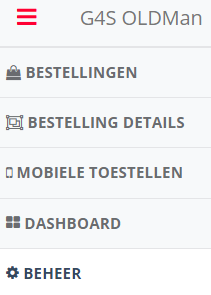 G4S OLDMan
BESTELLINGEN
BESTELLING DETAILS
MOBIELE TOESTELLEN
DASHBOARD
BEHEER